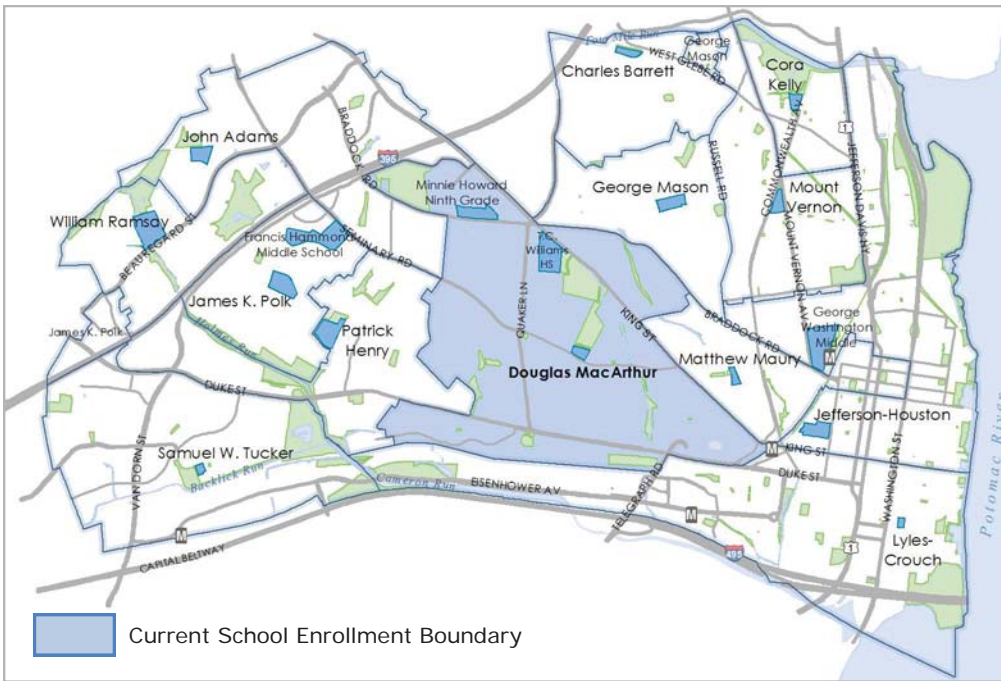 Four Mile Run
George
Mason
WEST GLEBE RD
Charles Barrett
Cora
Kelly
John Adams
BRADDOCK RD
395
Minnie Howard
Ninth Grade
George Mason
RUSSELL RD
COMMONWEALTH AV
1
JEFFERSON DAVIS HY
Mount
Vernon
MOUNT VERNON AV
William Ramsay
BEAUREGARD ST
Francis Hammond
Middle School
SEMINARY RD
T.C.
Williams
HS
QUAKER LN
KING ST
James K. Polk
James K. Polk
Holmes Run
Patrick
Henry
BRADDOCK RD
George
Washington
Middle
M
Matthew Maury
Douglas MacArthur
DUKE ST
Jefferson-Houston
KING ST
M
DUKE ST
WASHINGTON ST
Potomac River
Samuel W. Tucker
Backlick Run
VAN DORN ST
Cameron Run
EISENHOWER AV
TELEGRAPH RD
M
M
CAPITAL BELTWAY
495
1
Lyles-
Crouch
Current School Enrollment Boundary